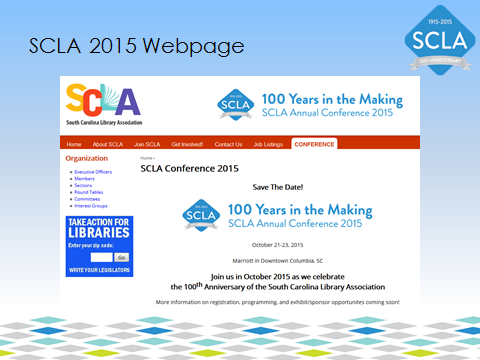 SCLA 2015 Webpage
1915-2015
SCLA
100TH ANNIVERSARY
SCLA
South Carolina Library Association
SCLA
100 Years in the Making
SCLA Annual Conference 2015
Home About SCLA Join SCLA Get Involved! Contact Us Job Listings CONFERENCE
Organization
Executive Officers
Members
Sections
Round Tables
Committees
Interest Groups
TAKE ACTION FOR
LIBRARIES
Enter your zip code:
Go
WRITE YOUR LEGISLATORS
Home »
SCLA Conference 2015
Save The Date!
SCLA
100 Years in the Making
SCLA Annual Conference 2015
October 21-23, 2015
Marriott in Downtown Columbia, SC
Join us in October 2015 as we celebrate
the 100th Anniversary of the South Carolina Library Association
More information on registration, programming, and exhibit/sponsor opportunites coming soon!